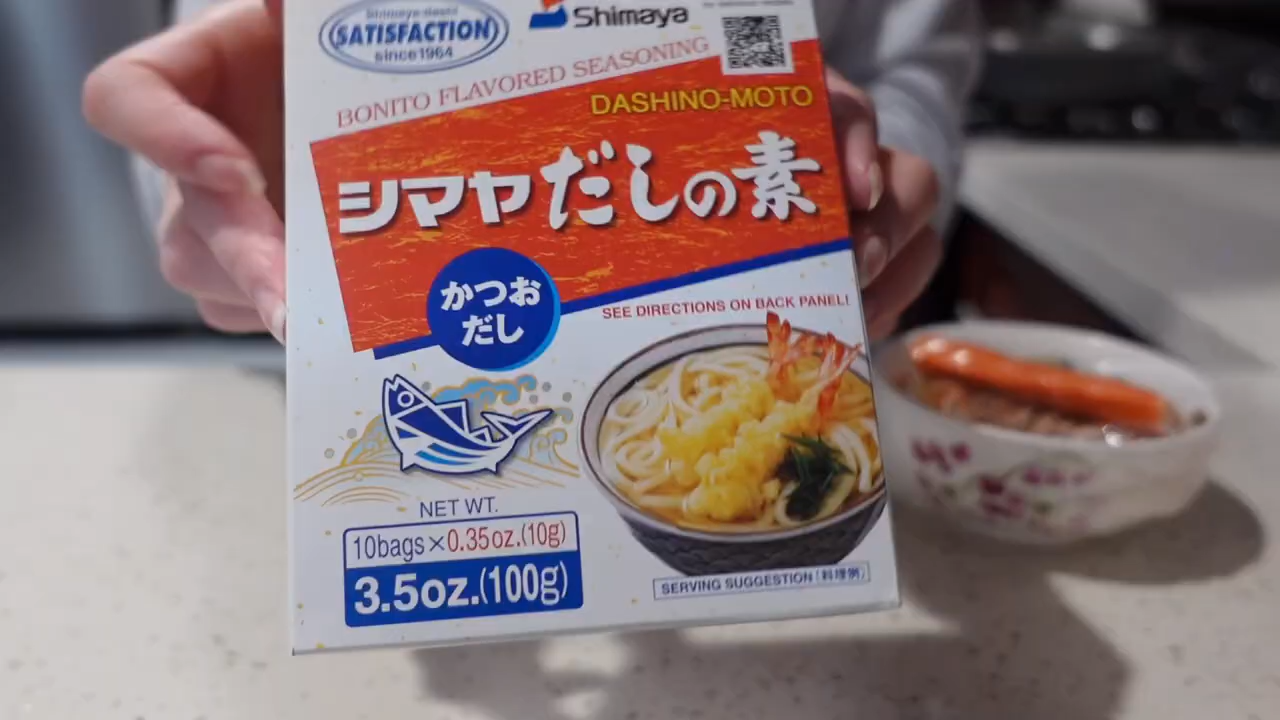 Shimaya dashi
SATISFACTION
since1964
Shimaya
BONITO FLAVORED SEASONING
DASHINO-MOTO
シマヤだしの素
かつお
だし
SEE DIRECTIONS ON BACK PANEL!
NET WT.
10bags×0.35oz.(10g)
3.5oz.(100g)
SERVING SUGGESTION「料理例」